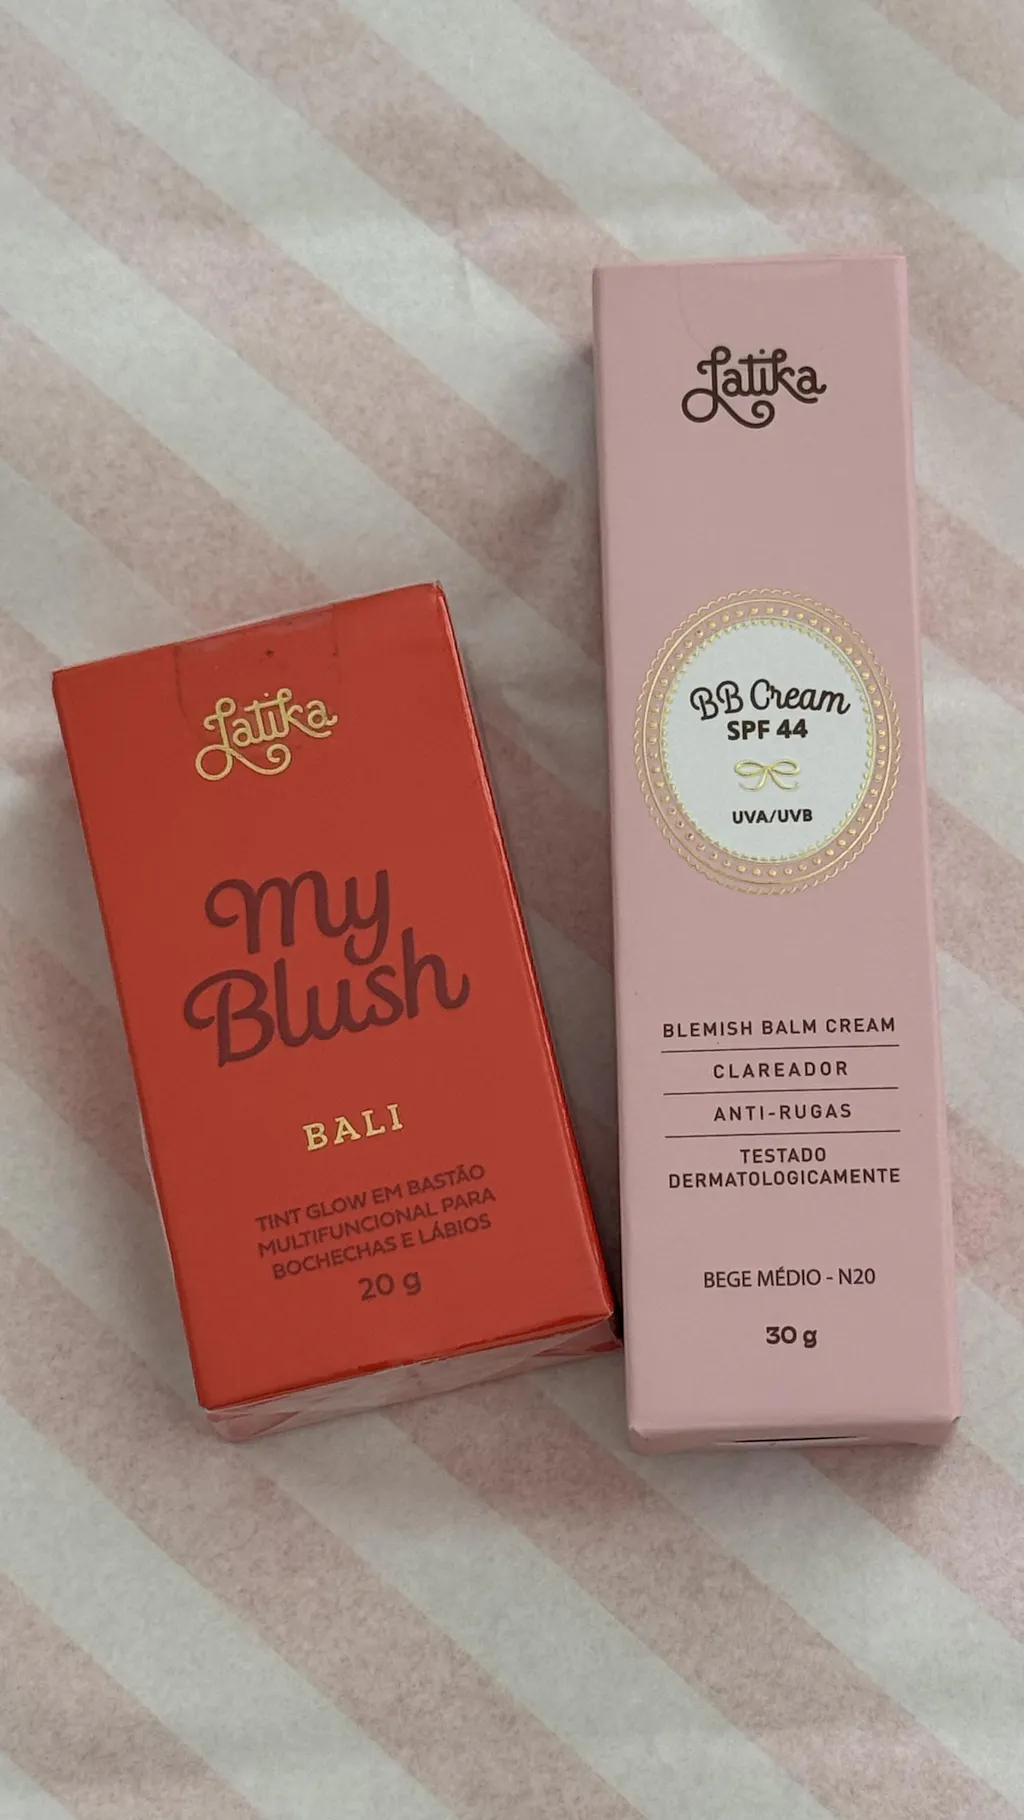 Latika
My
Blush
BALI
TINT GLOW EM BASTÃO
MULTIFUNCIONAL PARA
BOCHECHAS E LÁBIOS
20 g
Latika
BB Cream
SPF 44
UVA/UVB
BLEMISH BALM CREAM
CLAREADOR
ANTI-RUGAS
TESTADO
DERMATOLOGICAMENTE
BEGE MÉDIO - N20
30 g